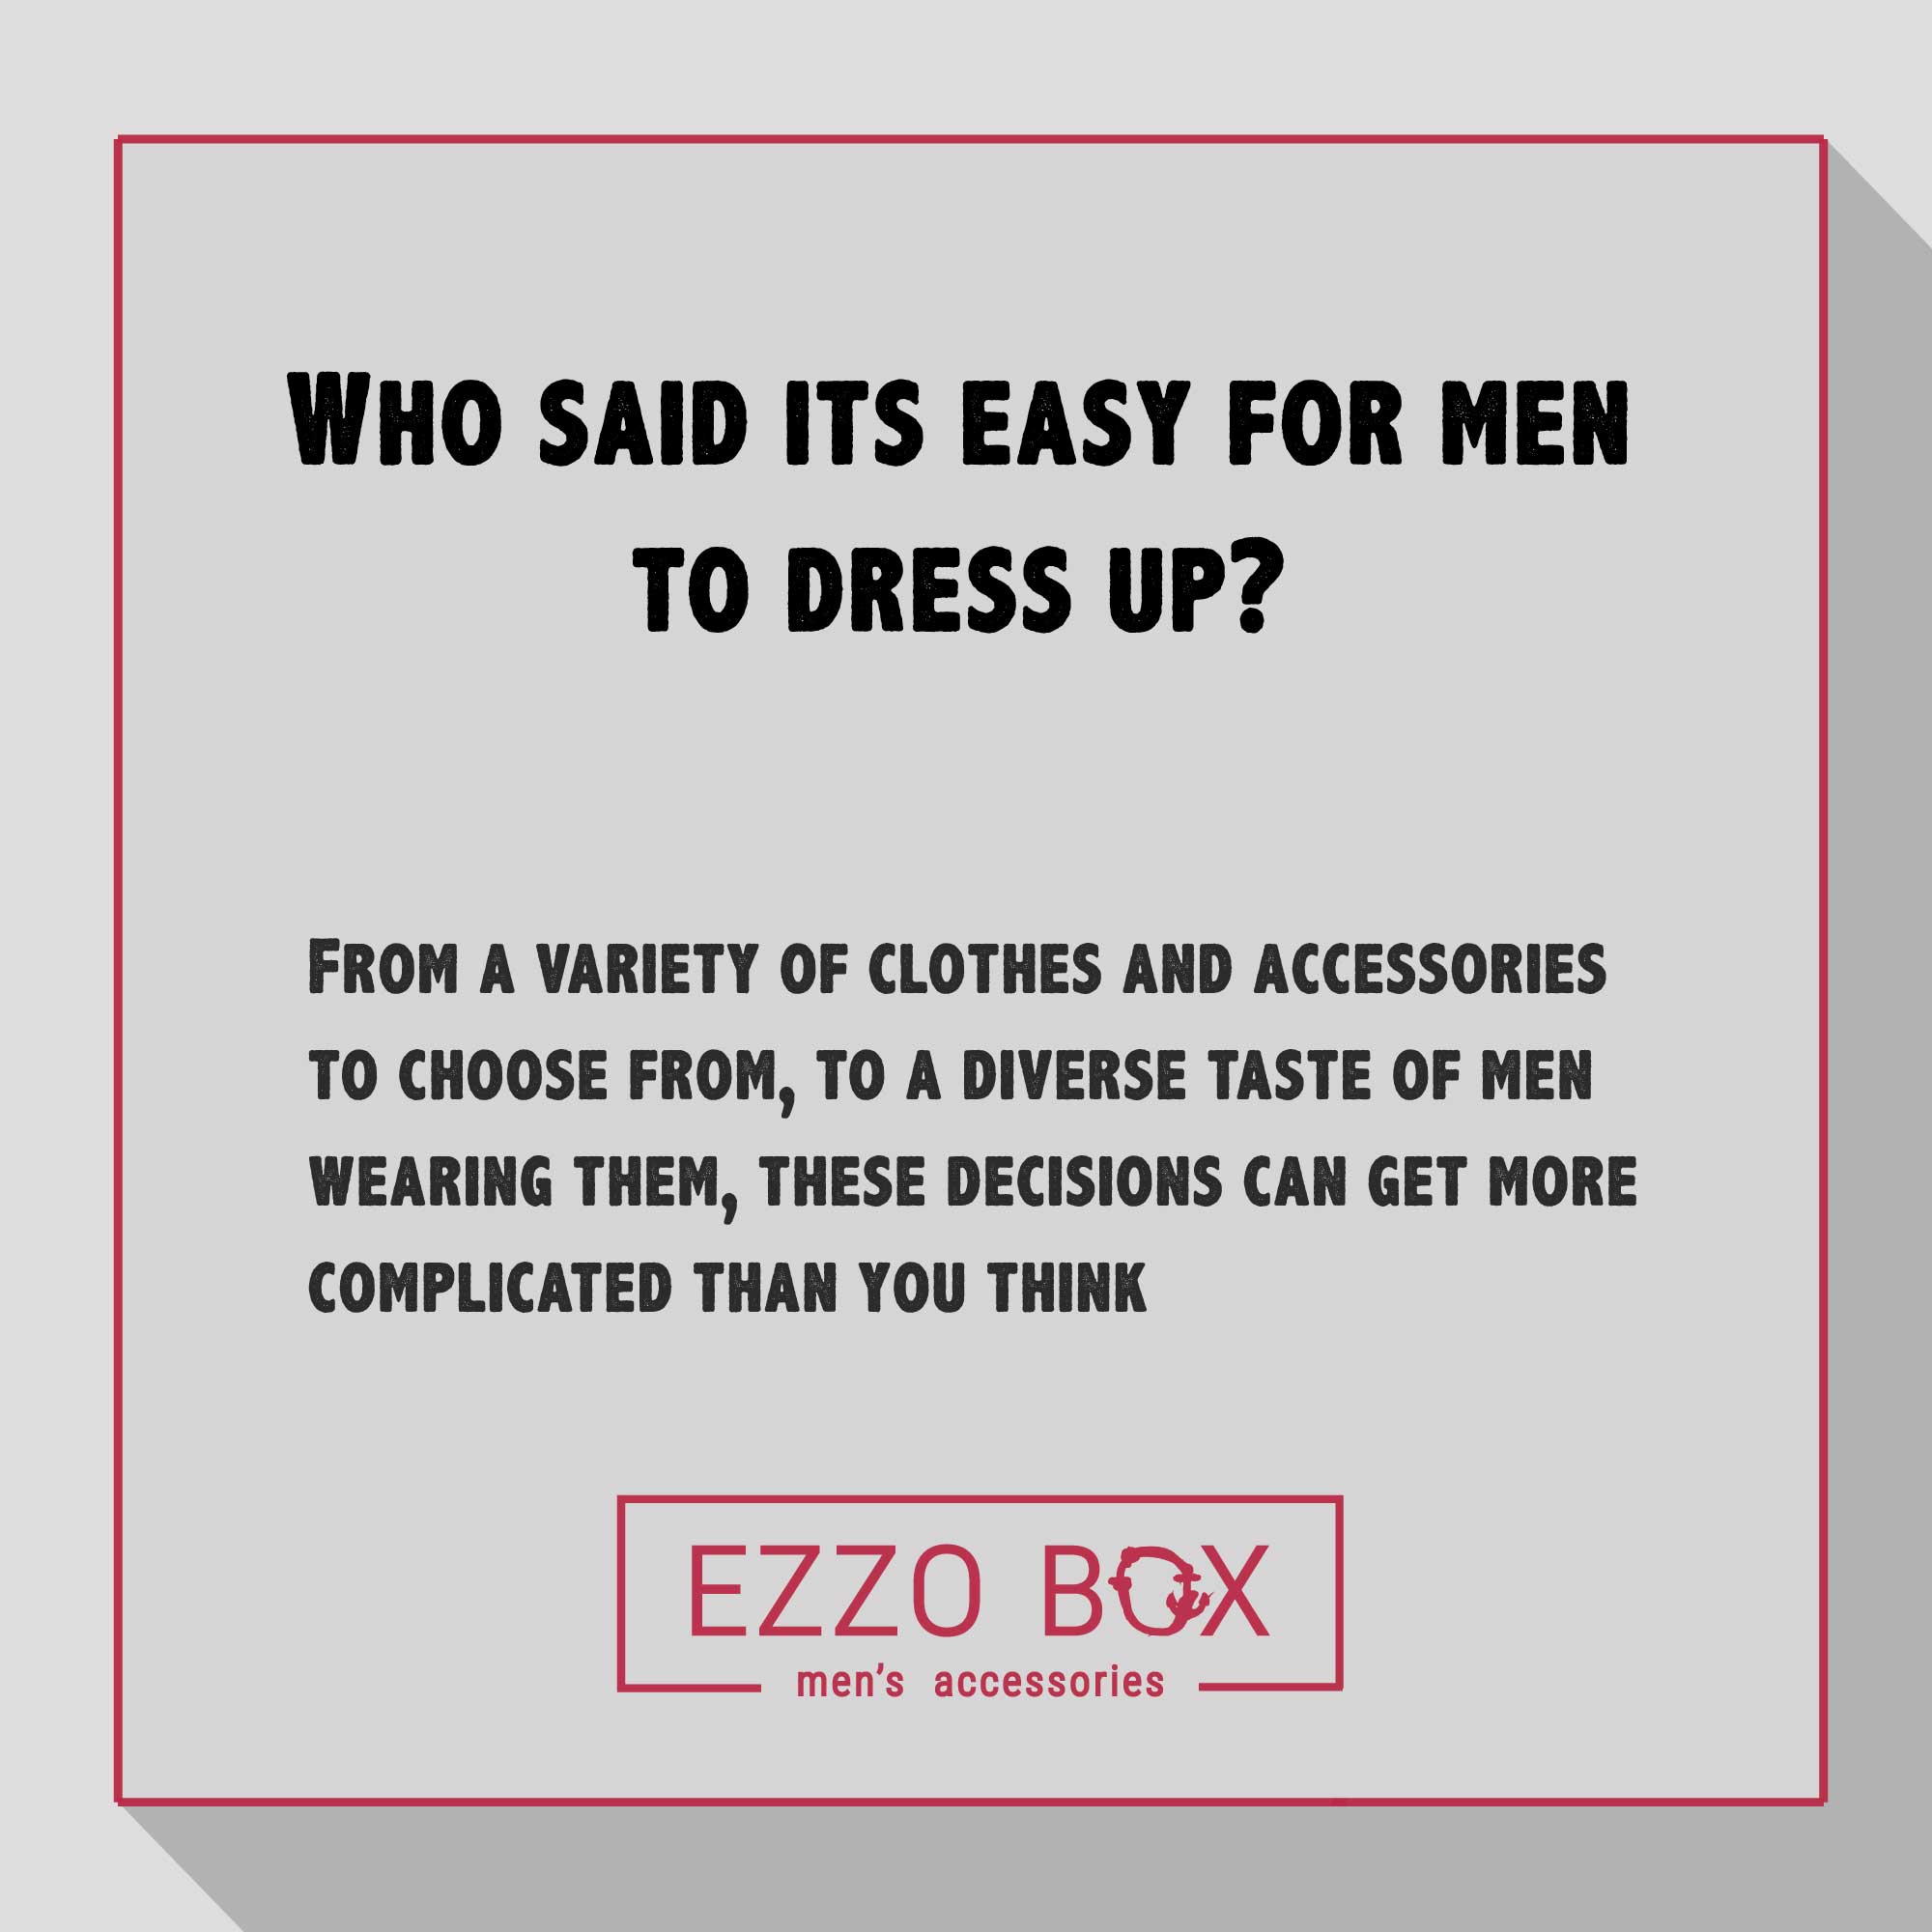 Who said its easy for men
to dress up?
From a variety of clothes and accessories
to choose from, to a diverse taste of men
wearing them, these decisions can get more
complicated than you think
EZZO BOX
men's accessories